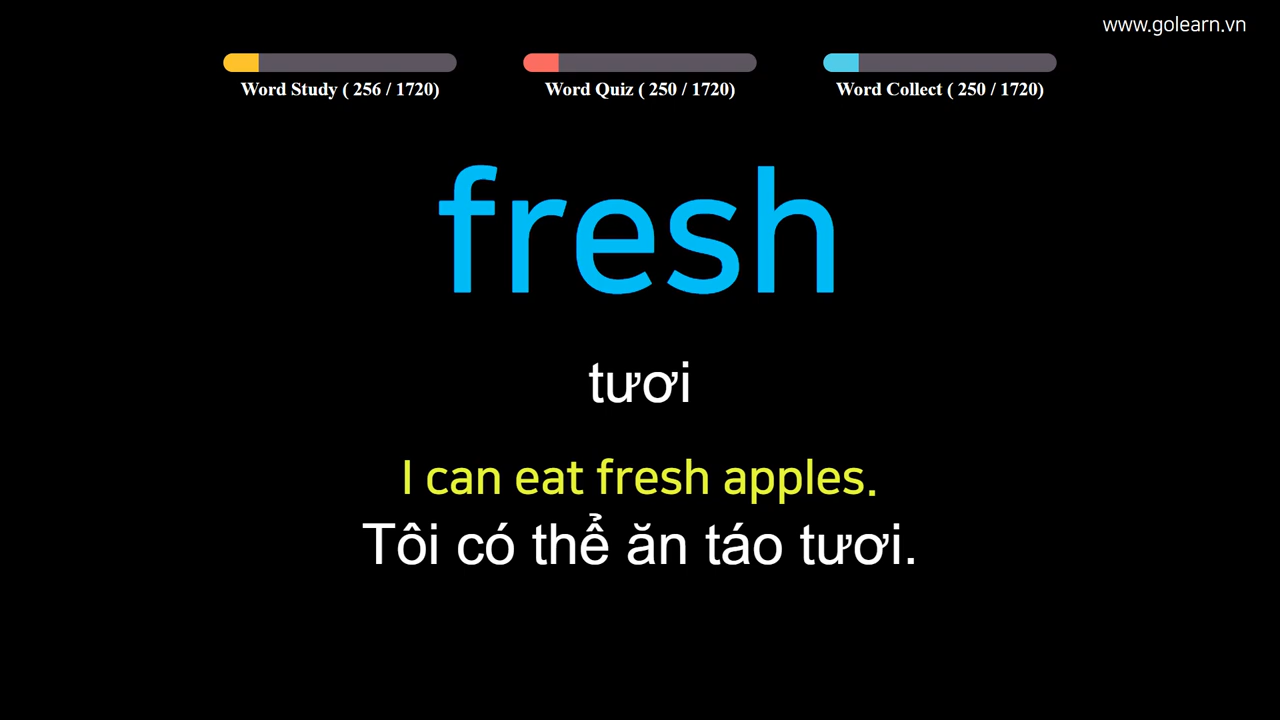 www.golearn.vn
Word Study ( 256 / 1720)
Word Quiz ( 250 / 1720)
Word Collect ( 250 / 1720)
fresh
tươi
I can eat fresh apples.
Tôi có thể ăn táo tươi.